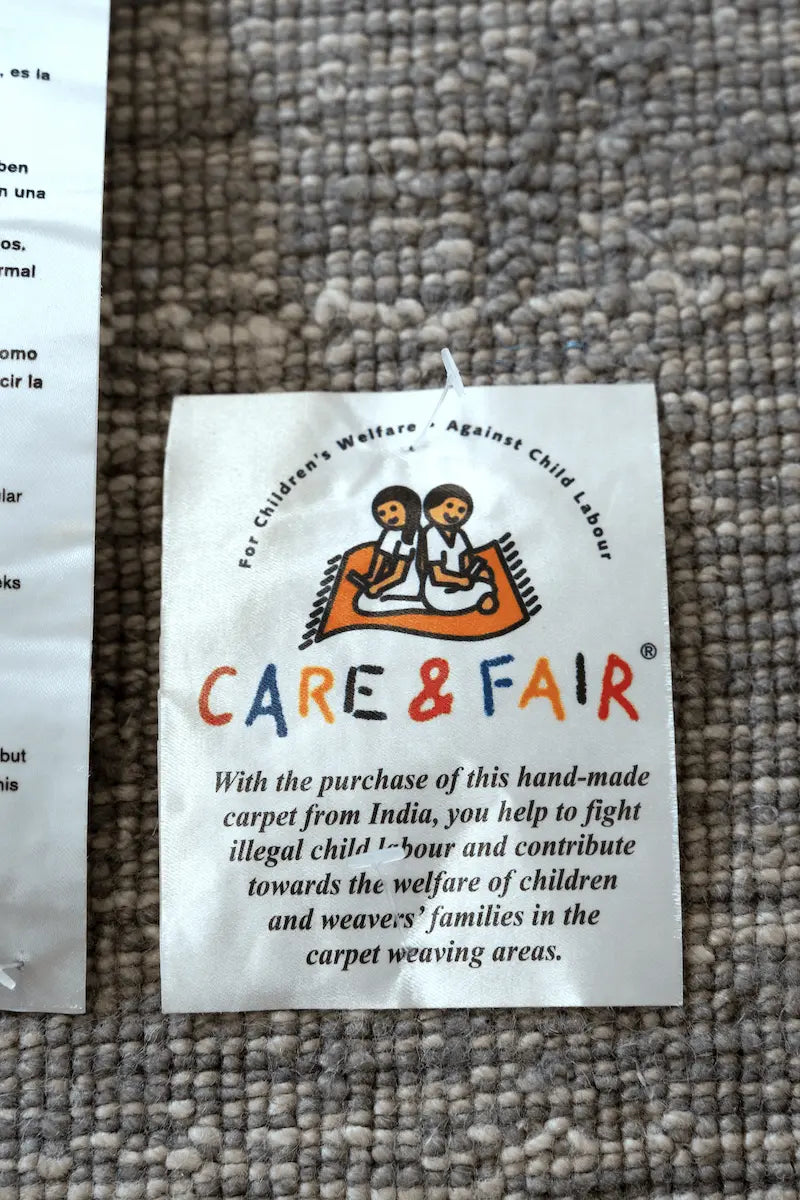 , es la
ben
n una
os.
rmal
omo
cir la
lar
eks
but
his
For Children's Welfare · Against Child Labour
CARE & FAIR®
With the purchase of this hand-made
carpet from India, you help to fight
illegal child labour and contribute
towards the welfare of children
and weavers' families in the
carpet weaving areas.